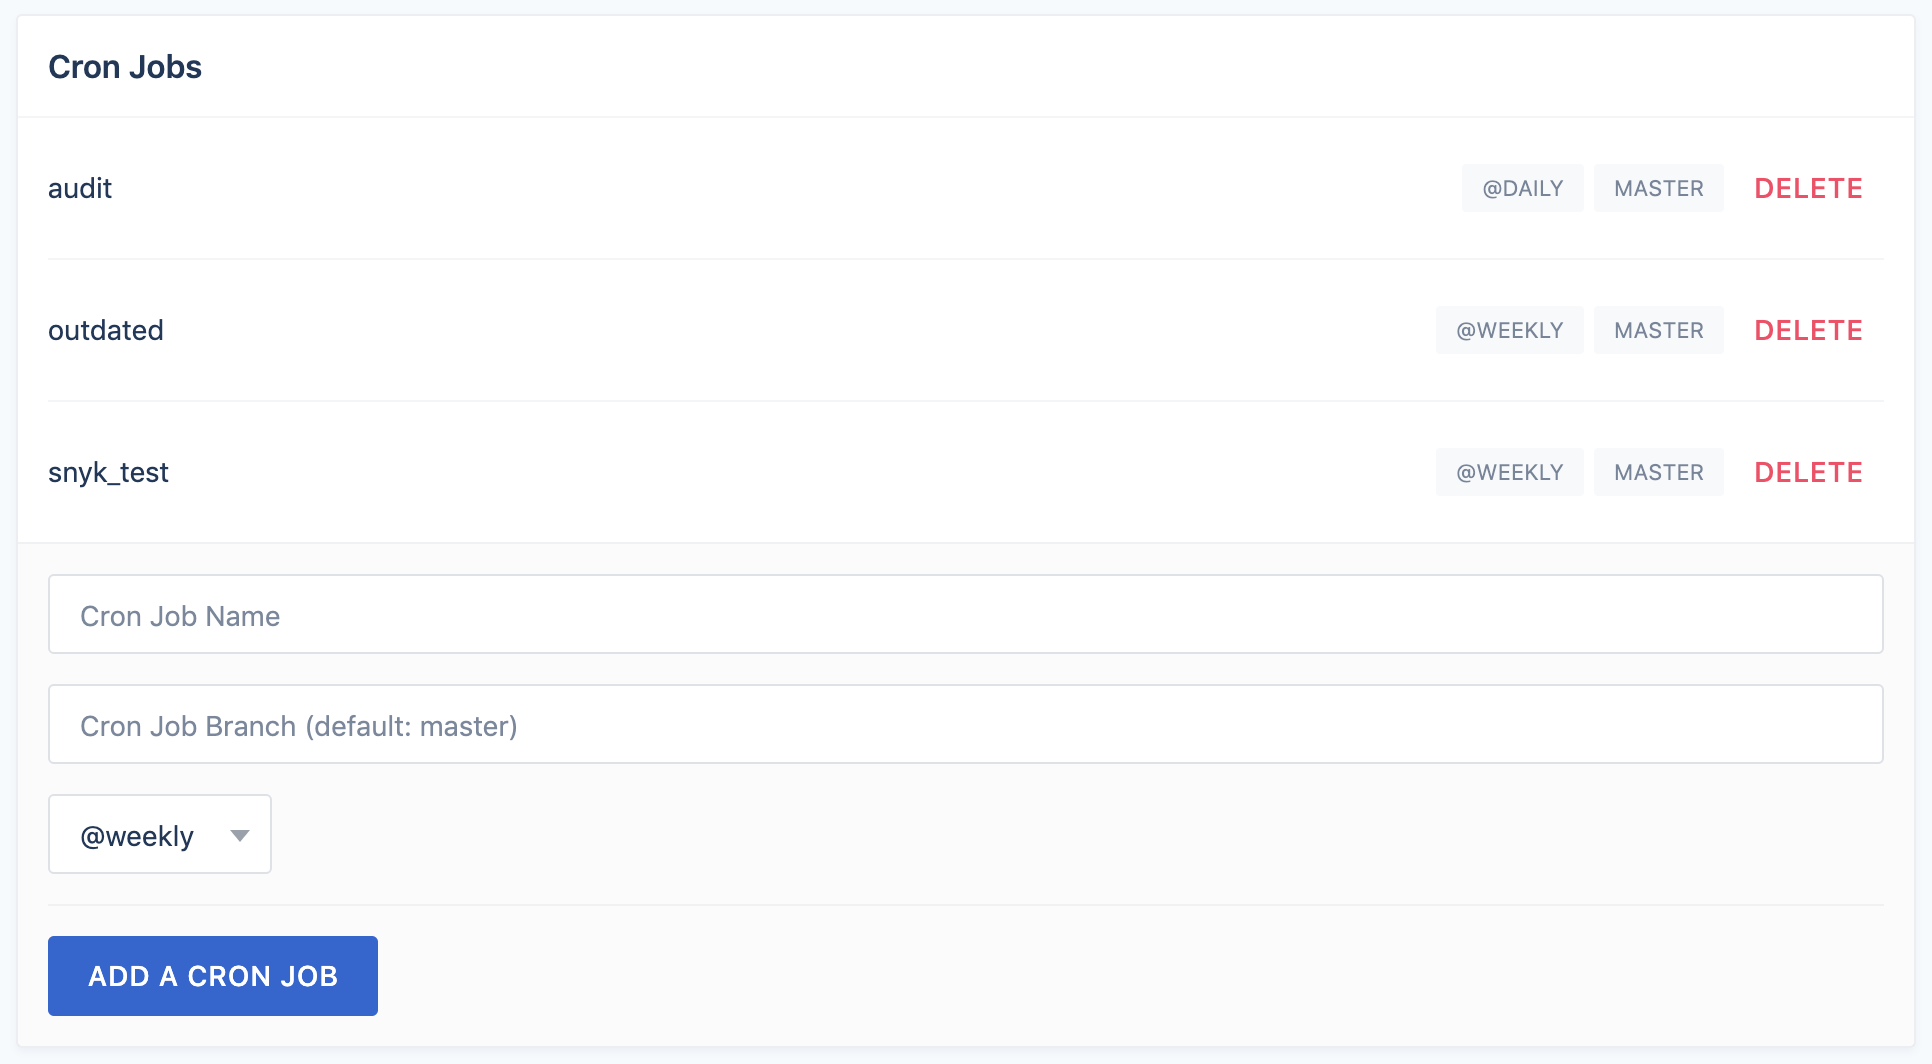 Cron Jobs
audit @DAILY MASTER DELETE
outdated @WEEKLY MASTER DELETE
snyk_test @WEEKLY MASTER DELETE
Cron Job Name
Cron Job Branch (default: master)
@weekly
ADD A CRON JOB